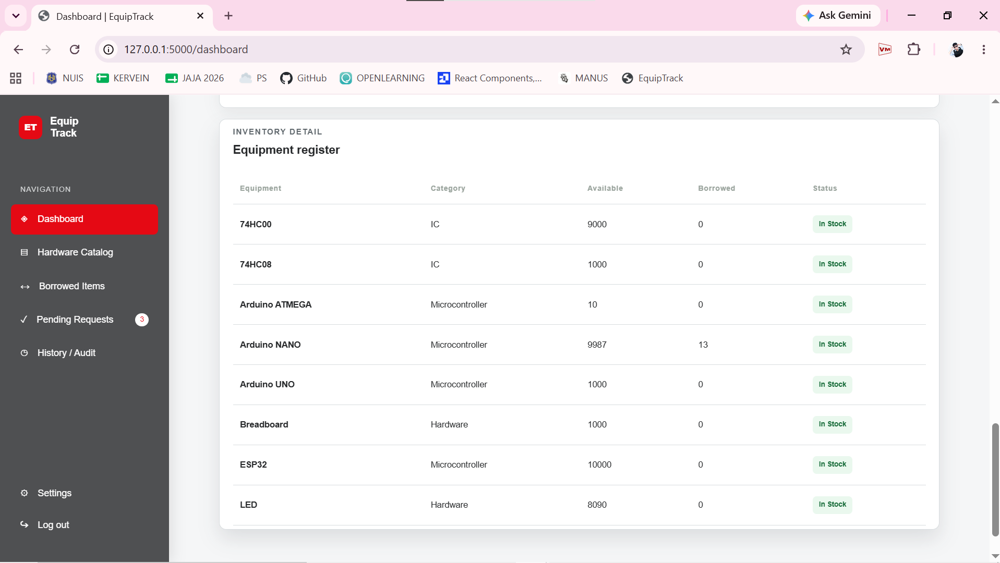 Dashboard | EquipTrack
Ask Gemini
127.0.0.1:5000/dashboard
VM
NUIS
KERVEIN
JAJA 2026
PS
GitHub
OPENLEARNING
React Components,...
MANUS
EquipTrack
ET
Equip
Track
NAVIGATION
Dashboard
Hardware Catalog
Borrowed Items
Pending Requests 3
History / Audit
Settings
Log out
INVENTORY DETAIL
Equipment register
Equipment Category Available Borrowed Status
74HC00 IC 9000 0 In Stock
74HC08 IC 1000 0 In Stock
Arduino ATMEGA Microcontroller 10 0 In Stock
Arduino NANO Microcontroller 9987 13 In Stock
Arduino UNO Microcontroller 1000 0 In Stock
Breadboard Hardware 1000 0 In Stock
ESP32 Microcontroller 10000 0 In Stock
LED Hardware 8090 0 In Stock